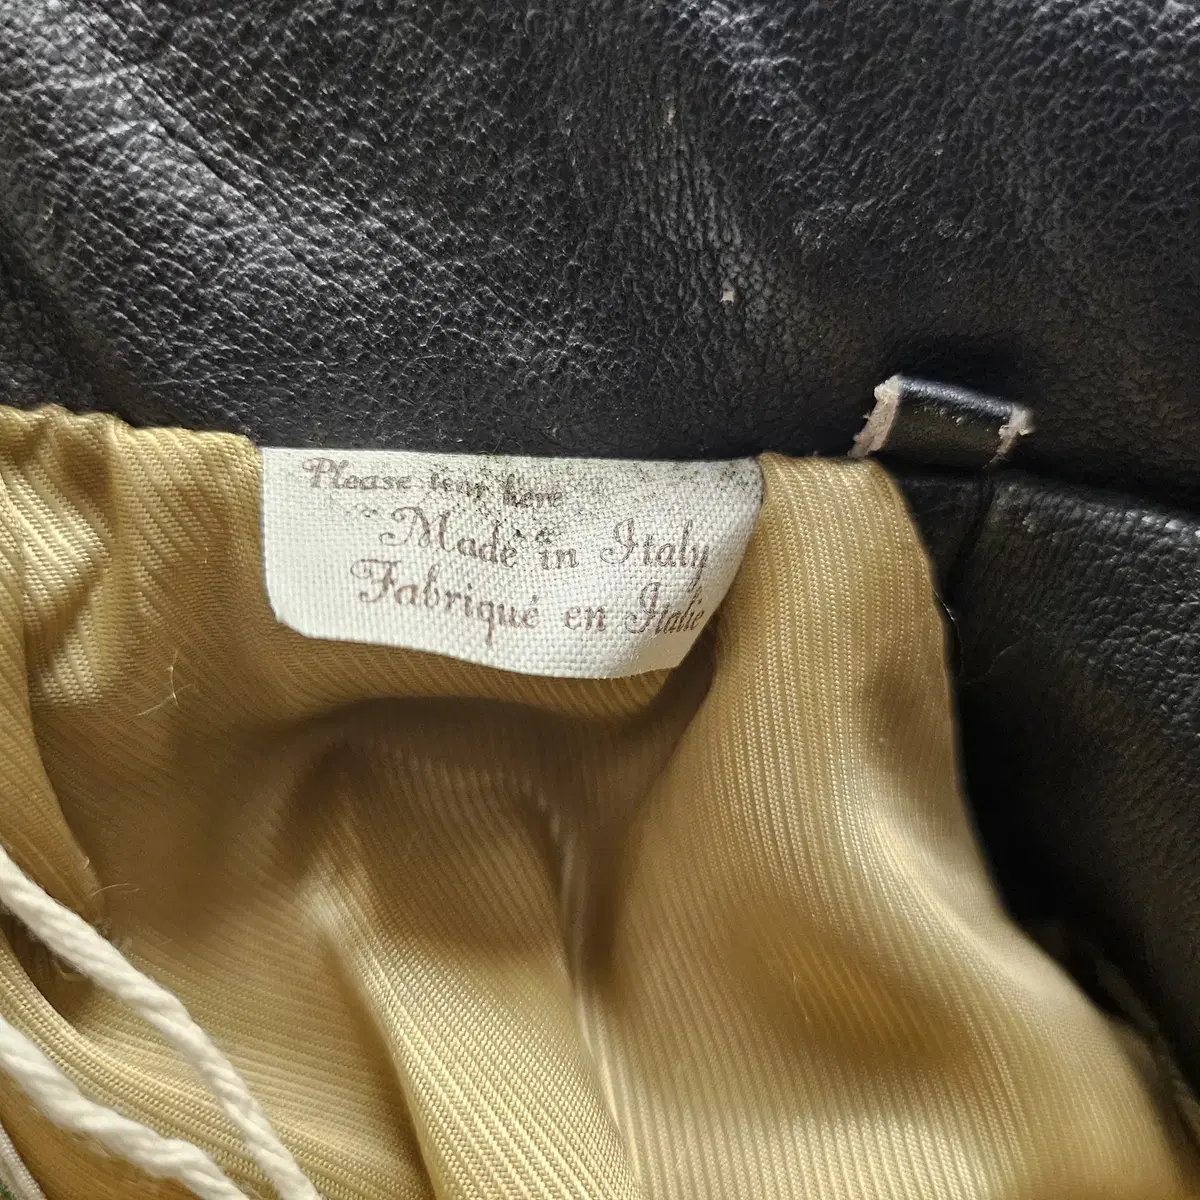 Please tear here
Made in Italy
Fabriqué en Italie